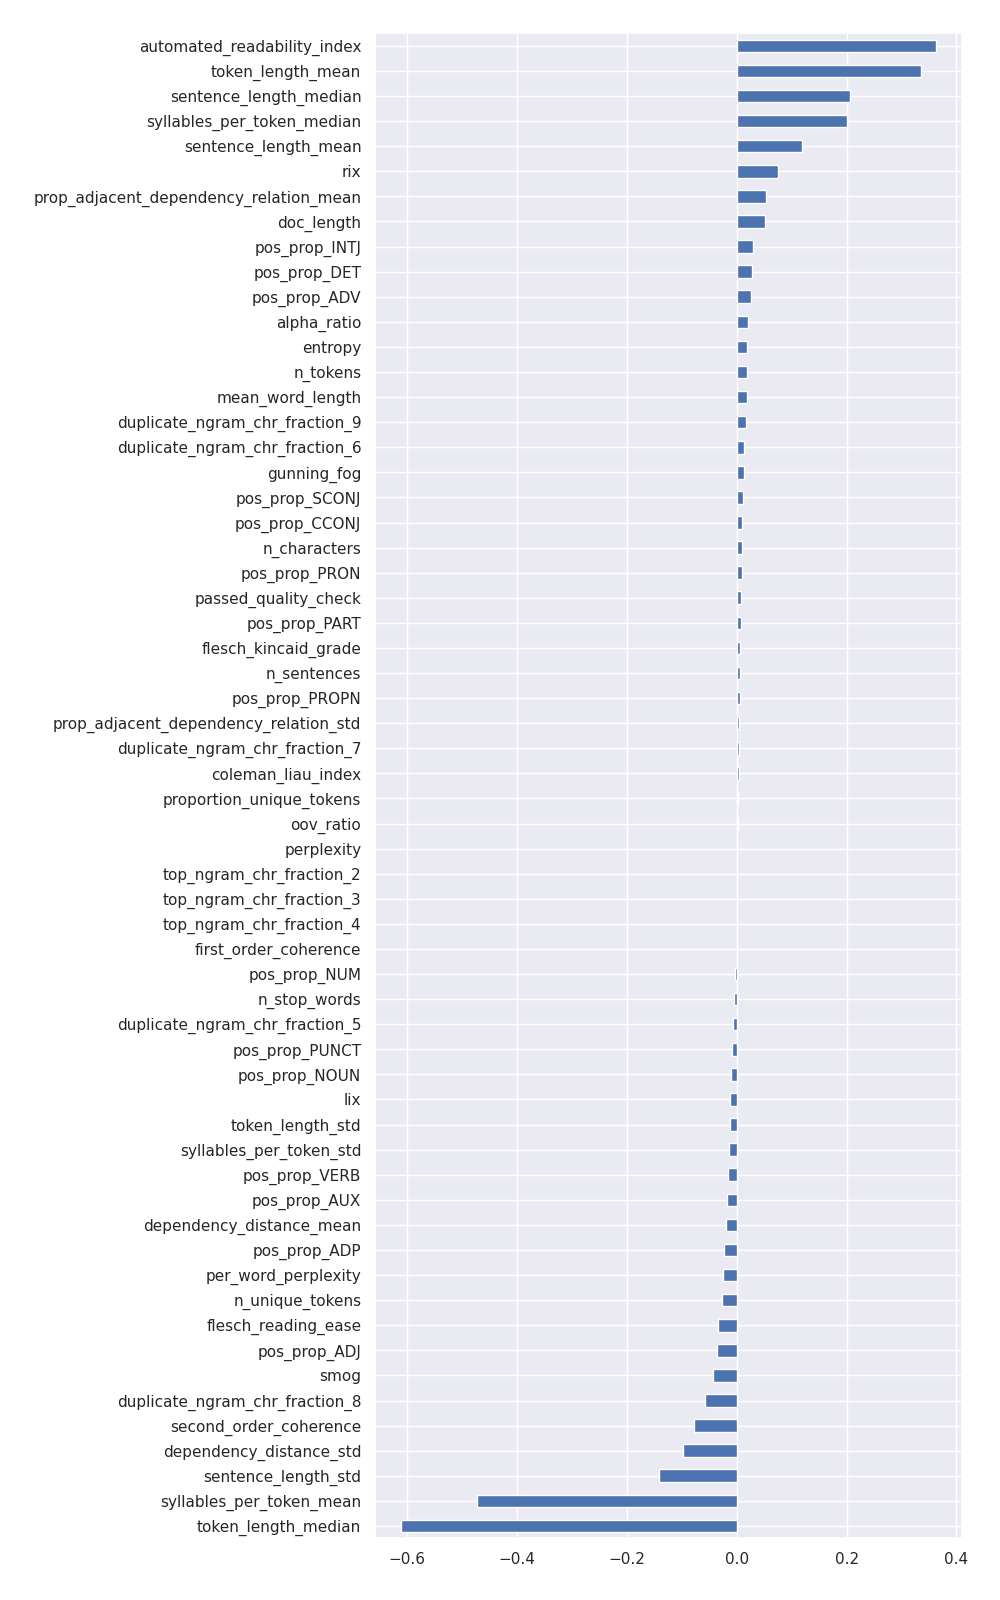 automated_readability_index
token_length_mean
sentence_length_median
syllables_per_token_median
sentence_length_mean
rix
prop_adjacent_dependency_relation_mean
doc_length
pos_prop_INTJ
pos_prop_DET
pos_prop_ADV
alpha_ratio
entropy
n_tokens
mean_word_length
duplicate_ngram_chr_fraction_9
duplicate_ngram_chr_fraction_6
gunning_fog
pos_prop_SCONJ
pos_prop_CCONJ
n_characters
pos_prop_PRON
passed_quality_check
pos_prop_PART
flesch_kincaid_grade
n_sentences
pos_prop_PROPN
prop_adjacent_dependency_relation_std
duplicate_ngram_chr_fraction_7
coleman_liau_index
proportion_unique_tokens
oov_ratio
perplexity
top_ngram_chr_fraction_2
top_ngram_chr_fraction_3
top_ngram_chr_fraction_4
first_order_coherence
pos_prop_NUM
n_stop_words
duplicate_ngram_chr_fraction_5
pos_prop_PUNCT
pos_prop_NOUN
lix
token_length_std
syllables_per_token_std
pos_prop_VERB
pos_prop_AUX
dependency_distance_mean
pos_prop_ADP
per_word_perplexity
n_unique_tokens
flesch_reading_ease
pos_prop_ADJ
smog
duplicate_ngram_chr_fraction_8
second_order_coherence
dependency_distance_std
sentence_length_std
syllables_per_token_mean
token_length_median
−0.6 −0.4 −0.2 0.0 0.2 0.4